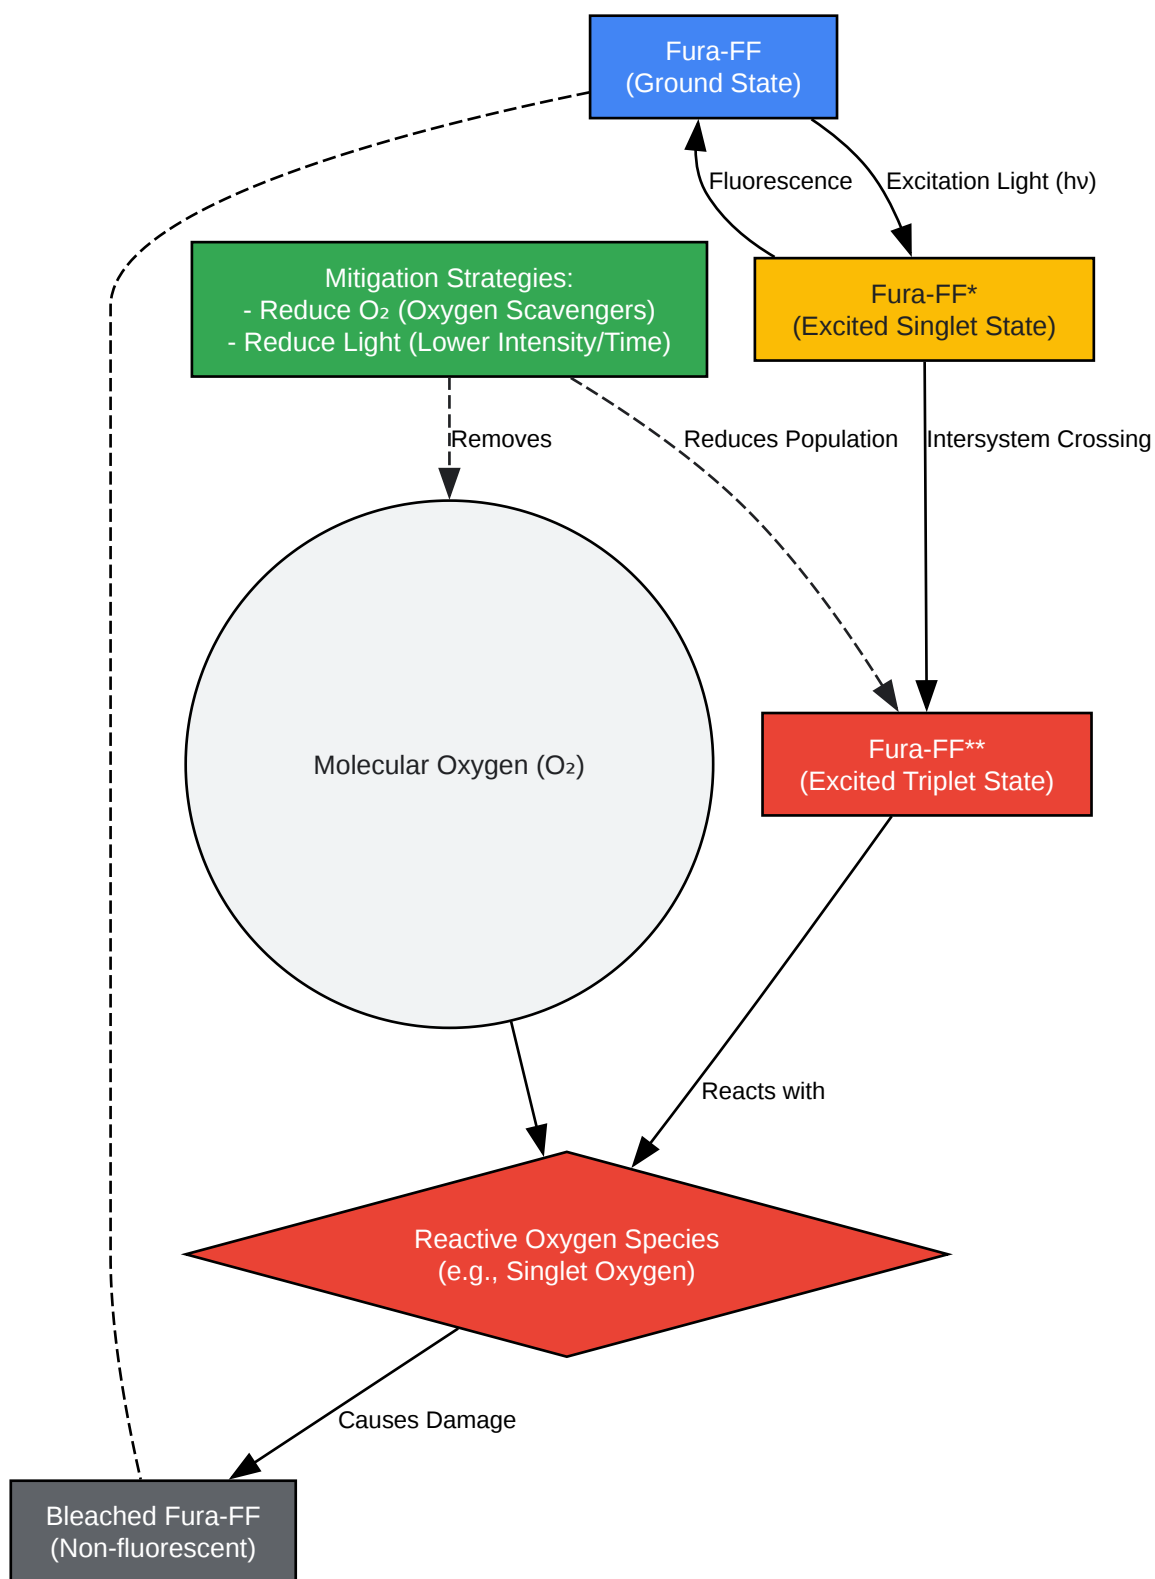 Fura-FF
(Ground State)
Fluorescence
Excitation Light (hν)
Mitigation Strategies:
- Reduce O₂ (Oxygen Scavengers)
- Reduce Light (Lower Intensity/Time)
Fura-FF*
(Excited Singlet State)
Removes
Reduces Population
Intersystem Crossing
Molecular Oxygen (O₂)
Fura-FF**
(Excited Triplet State)
Reacts with
Reactive Oxygen Species
(e.g., Singlet Oxygen)
Causes Damage
Bleached Fura-FF
(Non-fluorescent)